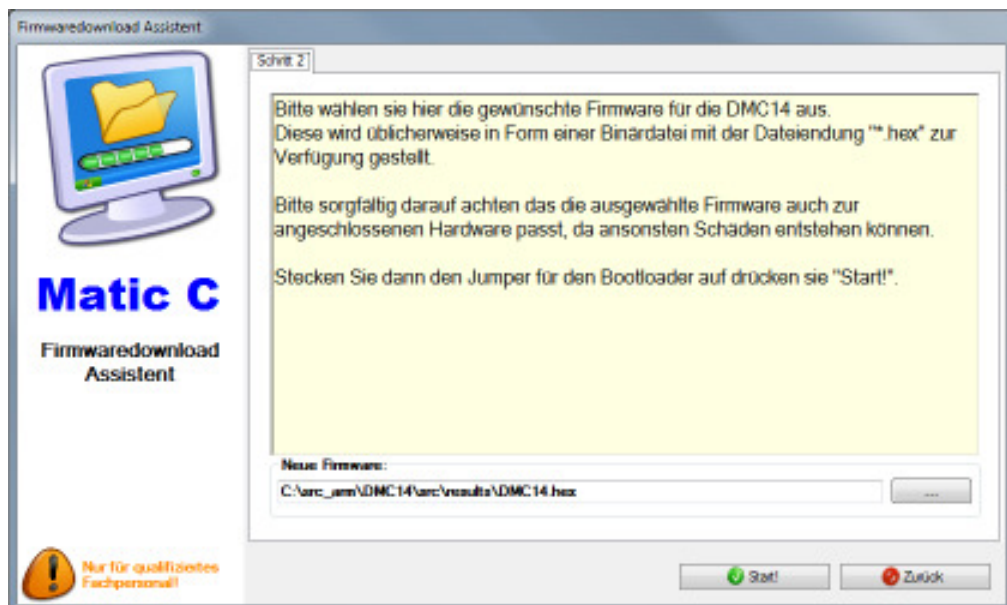 Firmwaredownload Assistent
Schritt 2
Bitte wählen sie hier die gewünschte Firmware für die DMC14 aus.
Diese wird üblicherweise in Form einer Binärdatei mit der Dateiendung "*.hex" zur
Verfügung gestellt.
Bitte sorgfältig darauf achten das die ausgewählte Firmware auch zur
angeschlossenen Hardware passt, da ansonsten Schäden entstehen können.
Stecken Sie dann den Jumper für den Bootloader auf drücken sie "Start!".
Matic C
Firmwaredownload
Assistent
Neue Firmware:
C:\arc_arm\DMC14\arc\results\DMC14.hex
...
Nur für qualifiziertes
Fachpersonal!
Start!
Zurück